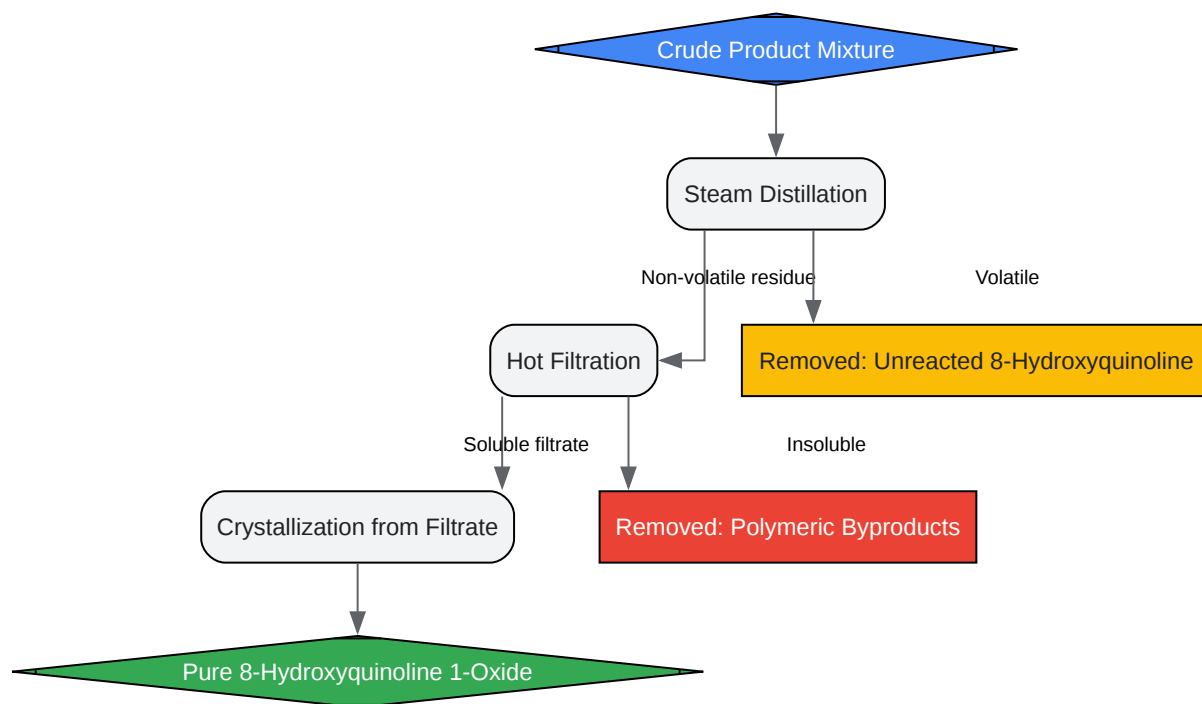 Crude Product Mixture
Steam Distillation
Non-volatile residue
Volatile
Hot Filtration
Removed: Unreacted 8-Hydroxyquinoline
Soluble filtrate
Insoluble
Crystallization from Filtrate
Removed: Polymeric Byproducts
Pure 8-Hydroxyquinoline 1-Oxide